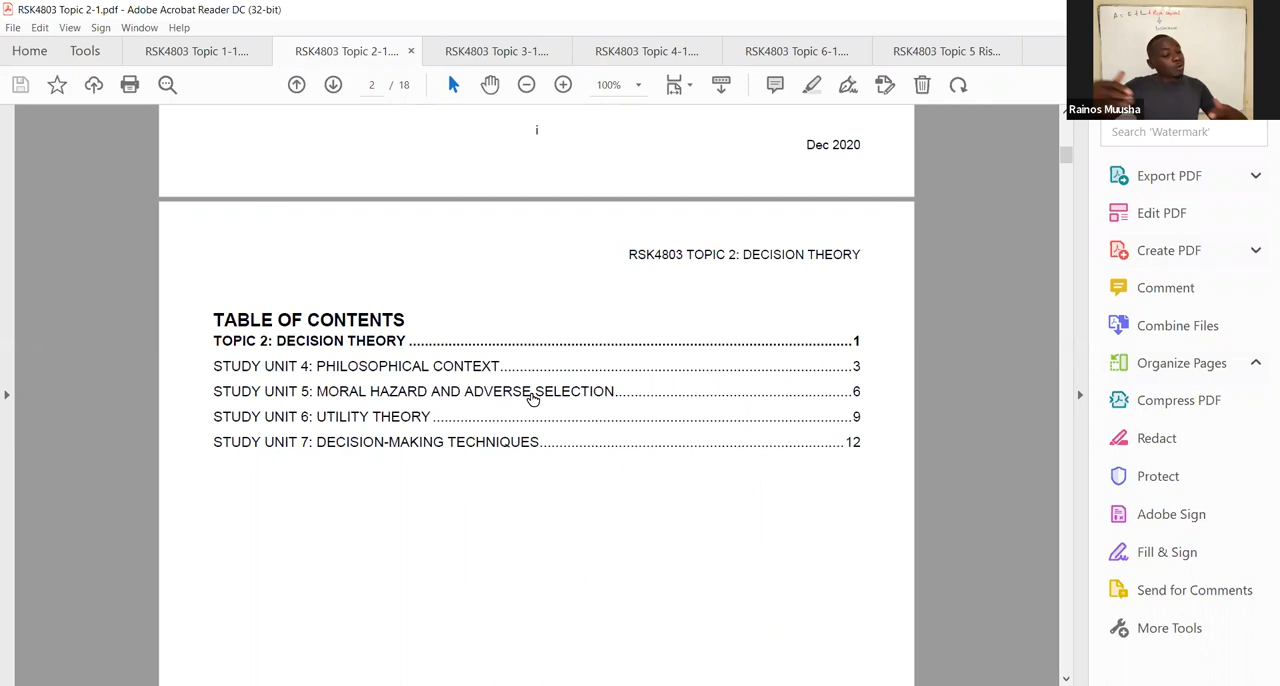 RSK4803 Topic 2-1.pdf - Adobe Acrobat Reader DC (32-bit)
File Edit View Sign Window Help
Home Tools RSK4803 Topic 1-1.... RSK4803 Topic 2-1.... × RSK4803 Topic 3-1.... RSK4803 Topic 4-1.... RSK4803 Topic 6-1.... RSK4803 Topic 5 Ris...
2 / 18 100%
Rainos Muusha
Search 'Watermark'
i
Dec 2020
RSK4803 TOPIC 2: DECISION THEORY
TABLE OF CONTENTS
TOPIC 2: DECISION THEORY ........ 1
STUDY UNIT 4: PHILOSOPHICAL CONTEXT........ 3
STUDY UNIT 5: MORAL HAZARD AND ADVERSE SELECTION........ 6
STUDY UNIT 6: UTILITY THEORY ........ 9
STUDY UNIT 7: DECISION-MAKING TECHNIQUES........ 12
Export PDF
Edit PDF
Create PDF
Comment
Combine Files
Organize Pages
Compress PDF
Redact
Protect
Adobe Sign
Fill & Sign
Send for Comments
More Tools